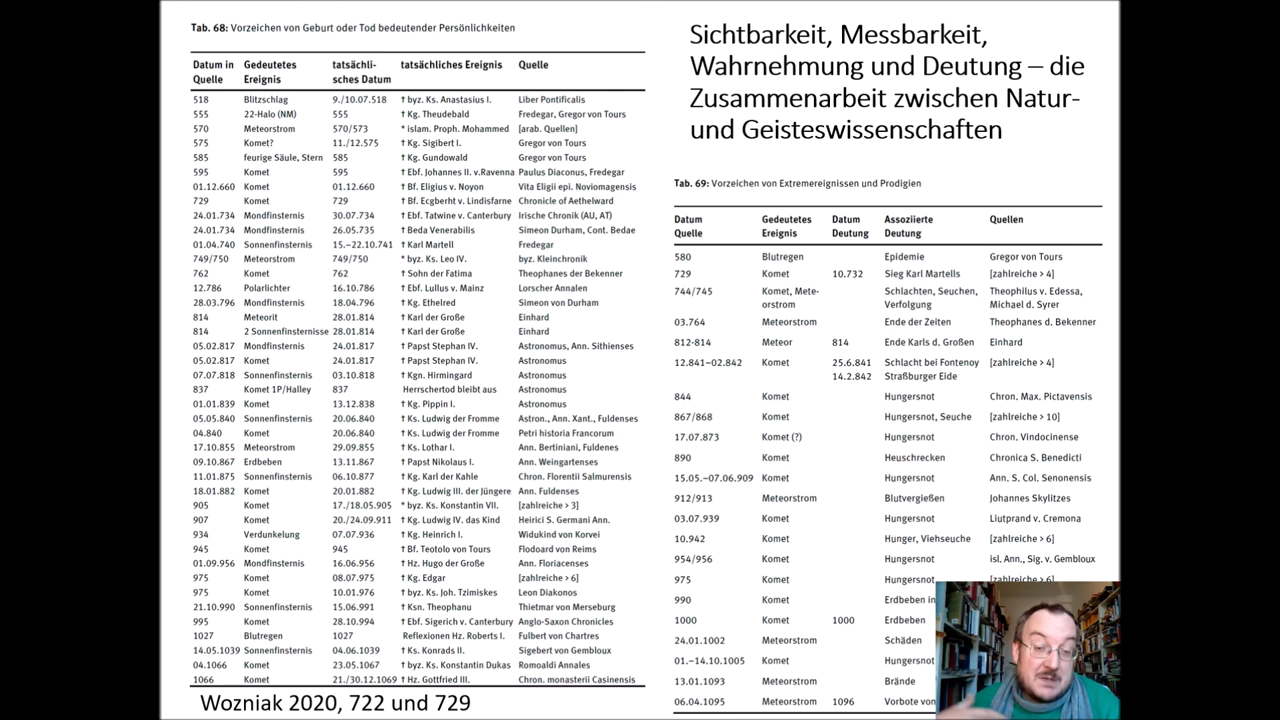 Tab. 68: Vorzeichen von Geburt oder Tod bedeutender Persönlichkeiten
Datum in Quelle Gedeutetes Ereignis tatsächli-sches Datum tatsächliches Ereignis Quelle
518 Blitzschlag 9./10.07.518 † byz. Ks. Anastasius I. Liber Pontificalis
555 22-Halo (NM) 555 † Kg. Theudebald Fredegar, Gregor von Tours
570 Meteorstrom 570/573 * islam. Proph. Mohammed [arab. Quellen]
575 Komet? 11./12.575 † Kg. Sigibert I. Gregor von Tours
585 feurige Säule, Stern 585 † Kg. Gundowald Gregor von Tours
595 Komet 595 † Ebf. Johannes II. v.Ravenna Paulus Diaconus, Fredegar
01.12.660 Komet 01.12.660 † Bf. Eligius v. Noyon Vita Eligii epi. Noviomagensis
729 Komet 729 † Bf. Ecgberht v. Lindisfarne Chronicle of Aethelward
24.01.734 Mondfinsternis 30.07.734 † Ebf. Tatwine v. Canterbury Irische Chronik (AU, AT)
24.01.734 Mondfinsternis 26.05.735 † Beda Venerabilis Simeon Durham, Cont. Bedae
01.04.740 Sonnenfinsternis 15.–22.10.741 † Karl Martell Fredegar
749/750 Meteorstrom 749/750 * byz. Ks. Leo IV. byz. Kleinchronik
762 Komet 762 † Sohn der Fatima Theophanes der Bekenner
12.786 Polarlichter 16.10.786 † Ebf. Lullus v. Mainz Lorscher Annalen
28.03.796 Mondfinsternis 18.04.796 † Kg. Ethelred Simeon von Durham
814 Meteorit 28.01.814 † Karl der Große Einhard
814 2 Sonnenfinsternisse 28.01.814 † Karl der Große Einhard
05.02.817 Mondfinsternis 24.01.817 † Papst Stephan IV. Astronomus, Ann. Sithienses
05.02.817 Komet 24.01.817 † Papst Stephan IV. Astronomus
07.07.818 Sonnenfinsternis 03.10.818 † Kgn. Hirmingard Astronomus
837 Komet 1P/Halley 837 Herrschertod bleibt aus Astronomus
01.01.839 Komet 13.12.838 † Kg. Pippin I. Astronomus
05.05.840 Sonnenfinsternis 20.06.840 † Ks. Ludwig der Fromme Astron., Ann. Xant., Fuldenses
04.840 Komet 20.06.840 † Ks. Ludwig der Fromme Petri historia Francorum
17.10.855 Meteorstrom 29.09.855 † Ks. Lothar I. Ann. Bertiniani, Fuldenes
09.10.867 Erdbeben 13.11.867 † Papst Nikolaus I. Ann. Weingartenses
11.01.875 Sonnenfinsternis 06.10.877 † Kg. Karl der Kahle Chron. Florentii Salmurensis
18.01.882 Komet 20.01.882 † Kg. Ludwig III. der Jüngere Ann. Fuldenses
905 Komet 17./18.05.905 * byz. Ks. Konstantin VII. [zahlreiche > 3]
907 Komet 20./24.09.911 † Kg. Ludwig IV. das Kind Heirici S. Germani Ann.
934 Verdunkelung 07.07.936 † Kg. Heinrich I. Widukind von Korvei
945 Komet 945 † Bf. Teotolo von Tours Flodoard von Reims
01.09.956 Mondfinsternis 16.06.956 † Hz. Hugo der Große Ann. Floriacenses
975 Komet 08.07.975 † Kg. Edgar [zahlreiche > 6]
975 Komet 10.01.976 † byz. Ks. Joh. Tzimiskes Leon Diakonos
21.10.990 Sonnenfinsternis 15.06.991 † Ksn. Theophanu Thietmar von Merseburg
995 Komet 28.10.994 † Ebf. Sigerich v. Canterbury Anglo-Saxon Chronicles
1027 Blutregen 1027 Reflexionen Hz. Roberts I. Fulbert von Chartres
14.05.1039 Sonnenfinsternis 04.06.1039 † Ks. Konrads II. Sigebert von Gembloux
04.1066 Komet 23.05.1067 † byz. Ks. Konstantin Dukas Romoaldi Annales
1066 Komet 21./30.12.1069 † Hz. Gottfried III. Chron. monasterii Casinensis
Wozniak 2020, 722 und 729
Sichtbarkeit, Messbarkeit,
Wahrnehmung und Deutung – die
Zusammenarbeit zwischen Natur-
und Geisteswissenschaften
Tab. 69: Vorzeichen von Extremereignissen und Prodigien
Datum Gedeutetes Datum Assoziierte Quellen
Quelle Ereignis Deutung Deutung
580 Blutregen Epidemie Gregor von Tours
729 Komet 10.732 Sieg Karl Martells [zahlreiche > 4]
744/745 Komet, Mete- Schlachten, Seuchen, Theophilus v. Edessa,
orstrom Verfolgung Michael d. Syrer
03.764 Meteorstrom Ende der Zeiten Theophanes d. Bekenner
812-814 Meteor 814 Ende Karls d. Großen Einhard
12.841–02.842 Komet 25.6.841 Schlacht bei Fontenoy [zahlreiche > 4]
14.2.842 Straßburger Eide
844 Komet Hungersnot Chron. Max. Pictavensis
867/868 Komet Hungersnot, Seuche [zahlreiche > 10]
17.07.873 Komet (?) Hungersnot Chron. Vindocinense
890 Komet Heuschrecken Chronica S. Benedicti
15.05.–07.06.909 Komet Hungersnot Ann. S. Col. Senonensis
912/913 Meteorstrom Blutvergießen Johannes Skylitzes
03.07.939 Komet Hungersnot Liutprand v. Cremona
10.942 Komet Hunger, Viehseuche [zahlreiche > 6]
954/956 Komet Hungersnot isl. Ann., Sig. v. Gembloux
975 Komet Hungersnot [zahlreiche > 6]
990 Komet Erdbeben in
1000 Komet 1000 Erdbeben
24.01.1002 Meteorstrom Schäden
01.–14.10.1005 Komet Hungersnot
13.01.1093 Meteorstrom Brände
06.04.1095 Meteorstrom 1096 Vorbote von